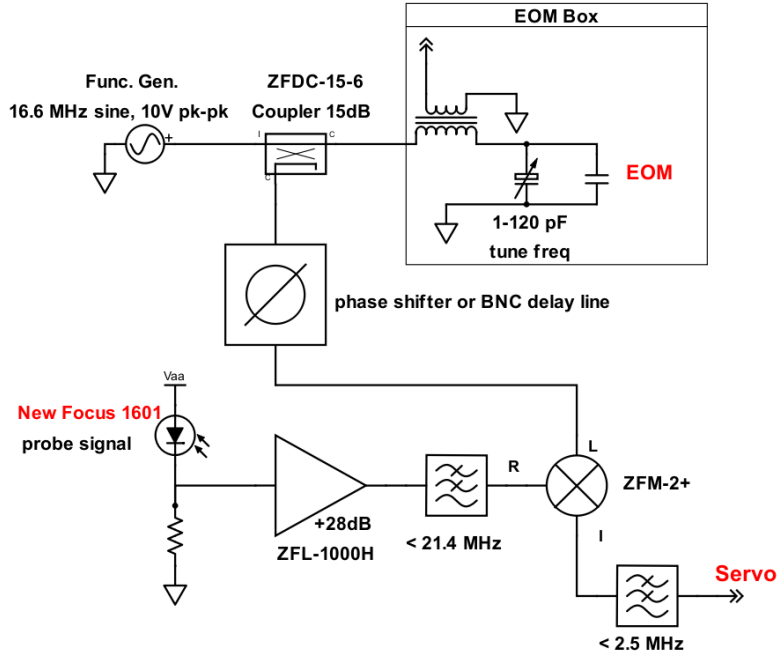 EOM Box
Func. Gen.
16.6 MHz sine, 10V pk-pk
+
ZFDC-15-6
Coupler 15dB
I
C
C
EOM
1-120 pF
tune freq
phase shifter or BNC delay line
Vaa
New Focus 1601
probe signal
+28dB
ZFL-1000H
< 21.4 MHz
R
L
I
ZFM-2+
Servo
< 2.5 MHz